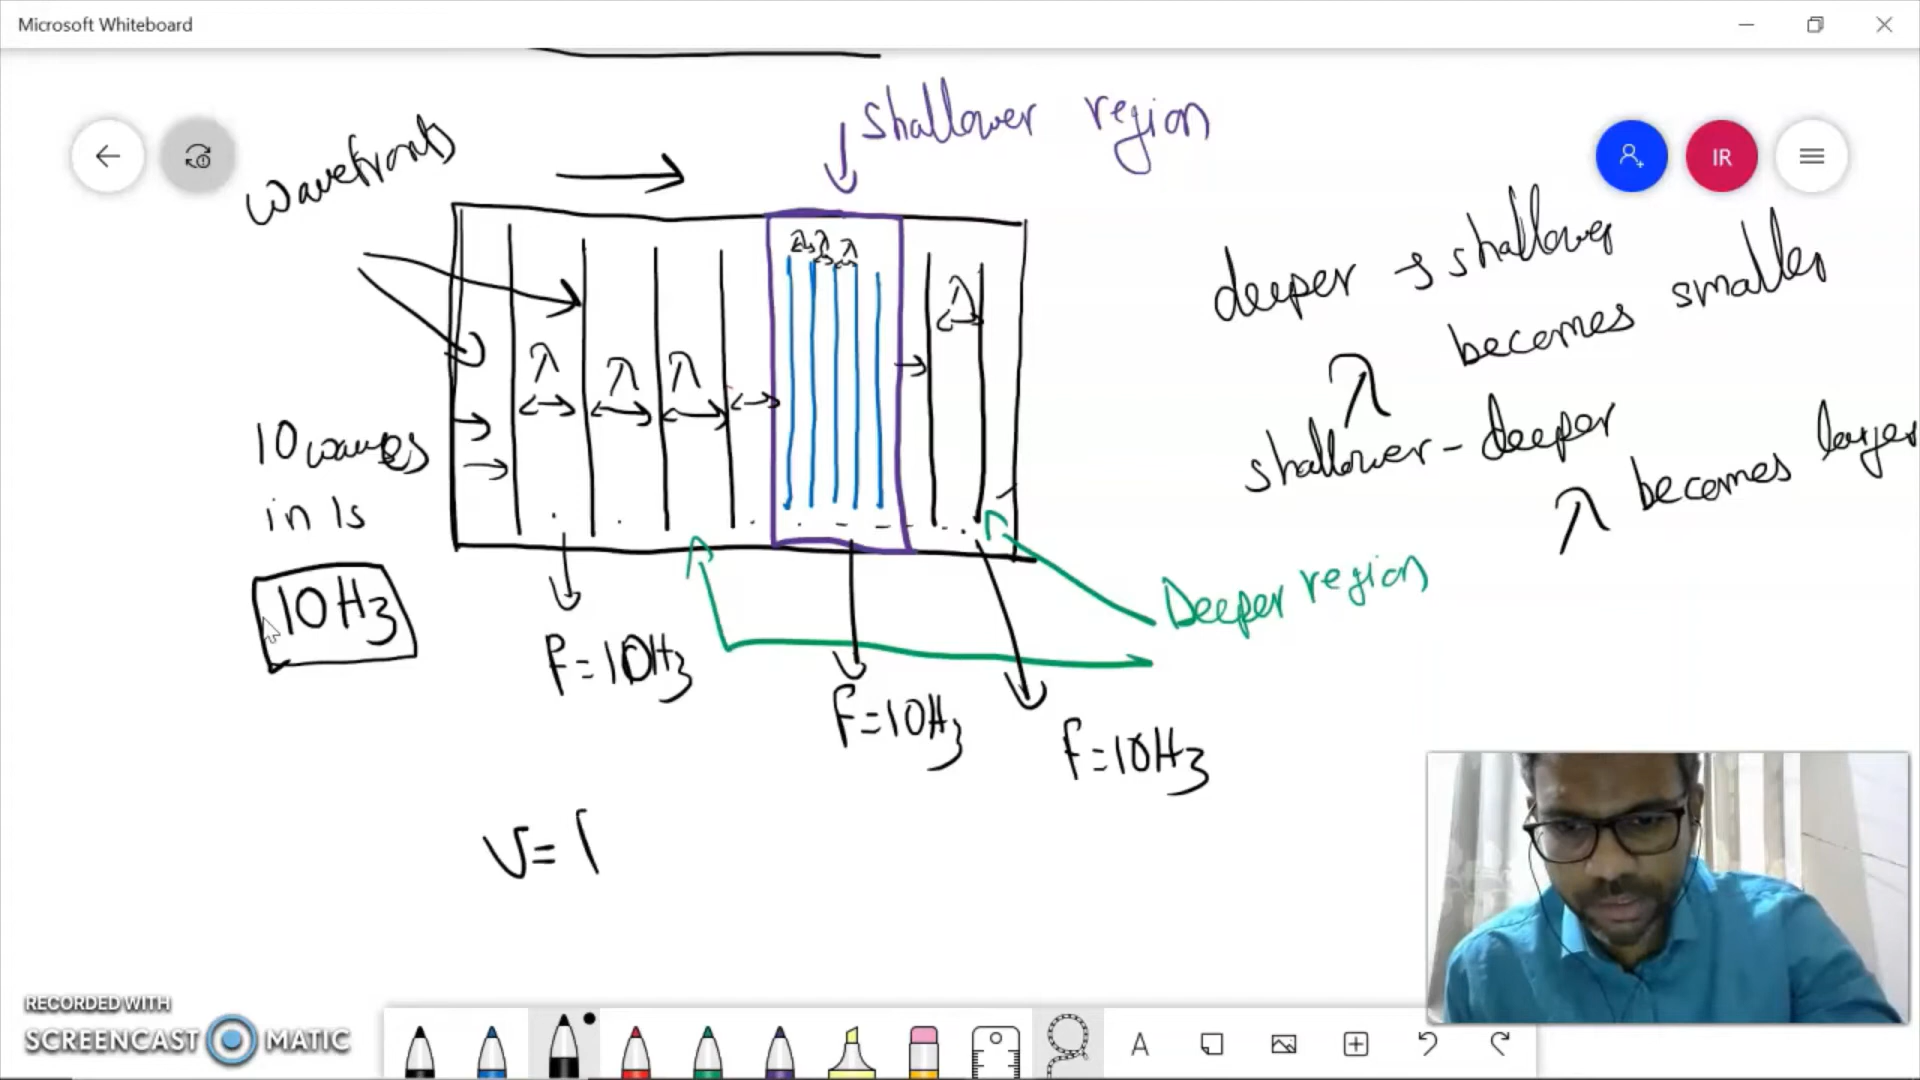 Microsoft Whiteboard
shallower region
wavefronts
IR
deeper → shallower
λ becomes smaller
λ λ λ
λ
λ λ λ
10 waves
in 1s
10Hz
shallower - deeper
λ becomes larger
Deeper region
f=10Hz
f=10Hz
f=10Hz
v= f
RECORDED WITH
SCREENCAST MATIC
A